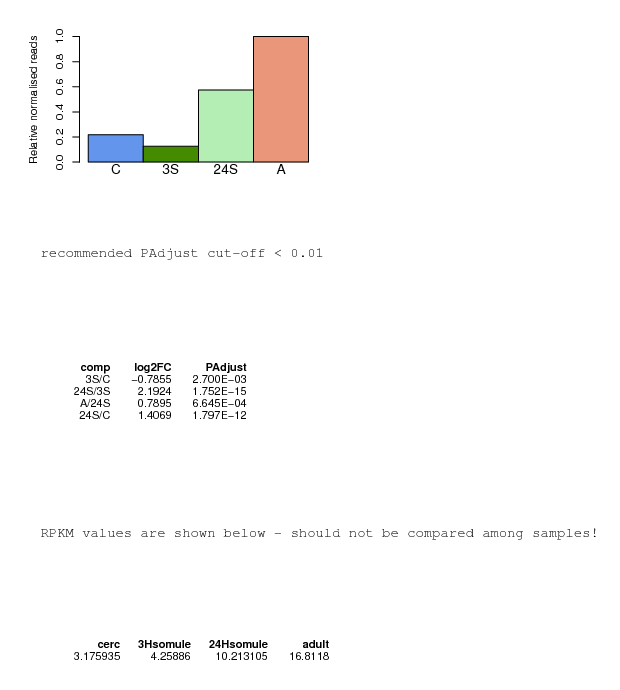 Relative normalised reads
1.0
0.8
0.6
0.4
0.2
0.0
C 3S 24S A
recommended PAdjust cut-off < 0.01
comp log2FC PAdjust
3S/C −0.7855 2.700E−03
24S/3S 2.1924 1.752E−15
A/24S 0.7895 6.645E−04
24S/C 1.4069 1.797E−12
RPKM values are shown below - should not be compared among samples!
cerc 3Hsomule 24Hsomule adult
3.175935 4.25886 10.213105 16.8118